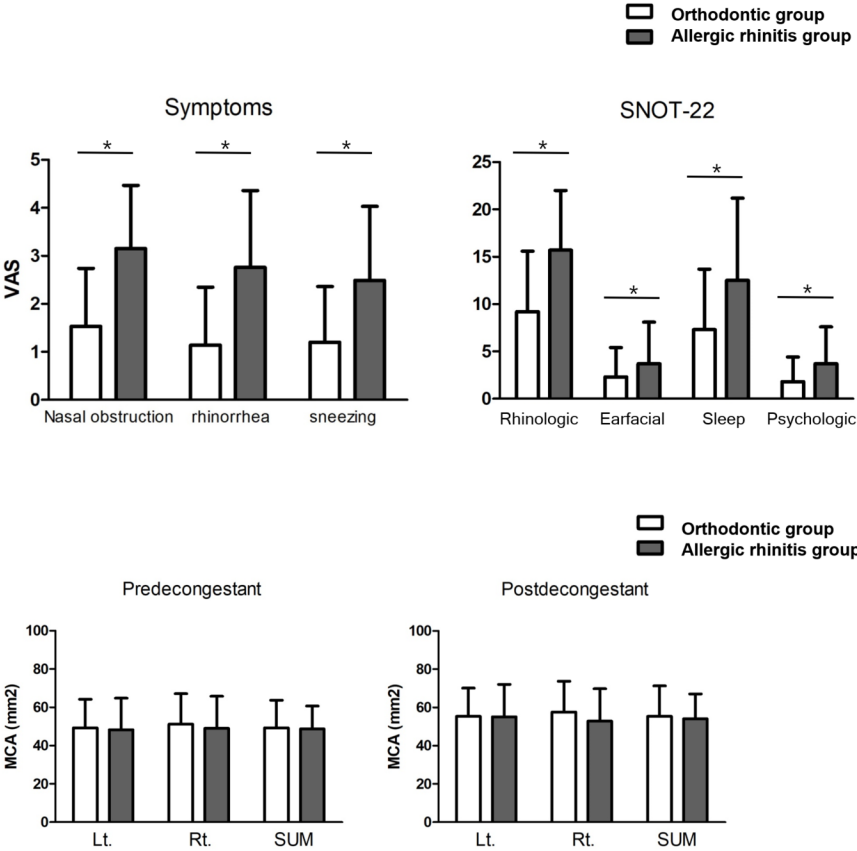 Orthodontic group
Allergic rhinitis group
Symptoms
SNOT-22
* * *
* * * *
VAS
5
4
3
2
1
0
25
20
15
10
5
0
Nasal obstruction rhinorrhea sneezing
Rhinologic Earfacial Sleep Psychologic
Orthodontic group
Allergic rhinitis group
Predecongestant
Postdecongestant
MCA (mm2)
100
80
60
40
20
0
Lt. Rt. SUM
MCA (mm2)
100
80
60
40
20
0
Lt. Rt. SUM